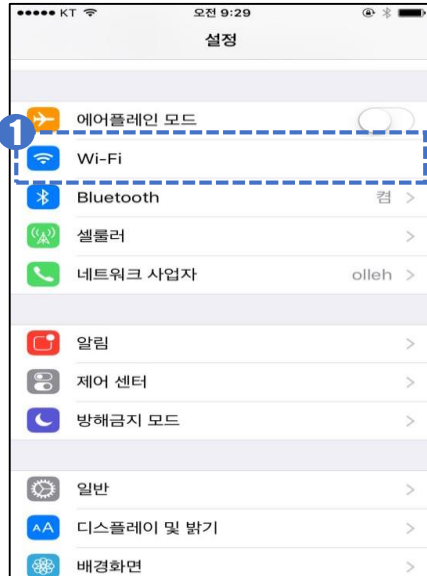 KT 오전 9:29
설정
에어플레인 모드
1
Wi-Fi
Bluetooth 켬
셀룰러
네트워크 사업자 olleh
알림
제어 센터
방해금지 모드
일반
AA 디스플레이 및 밝기
배경화면